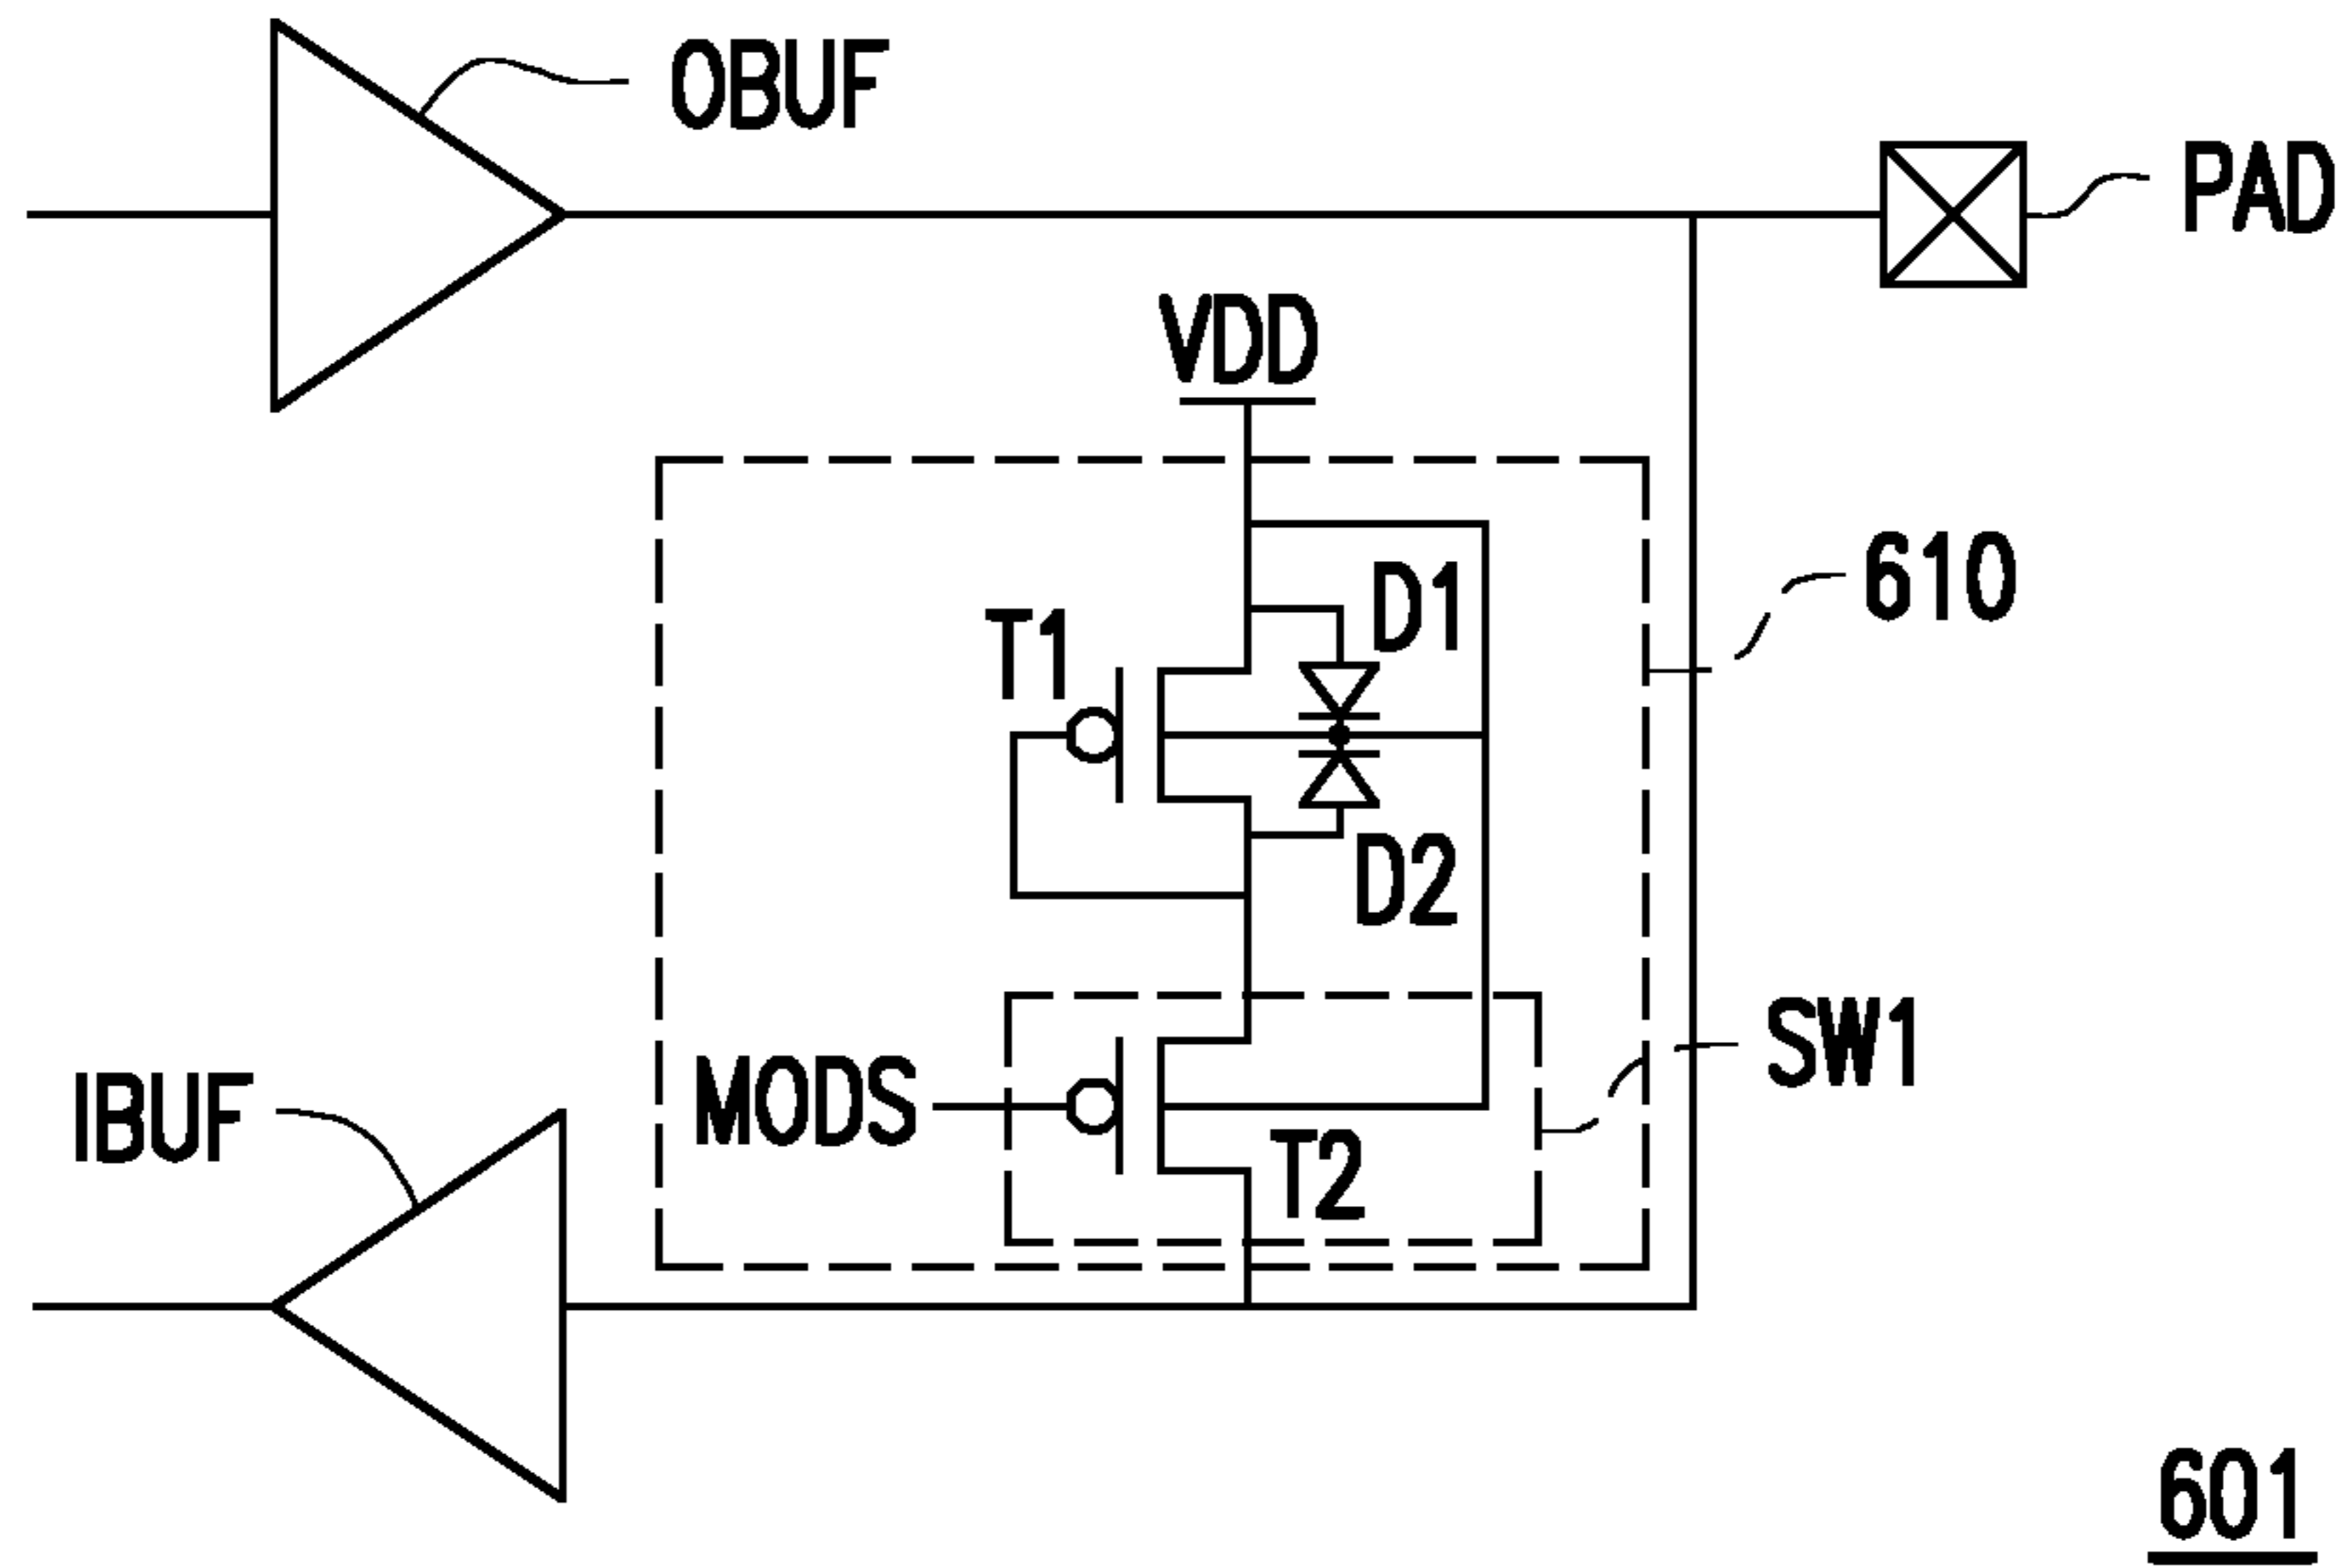 OBUF
PAD
VDD
D1
610
T1
D2
SW1
MODS
IBUF
T2
601